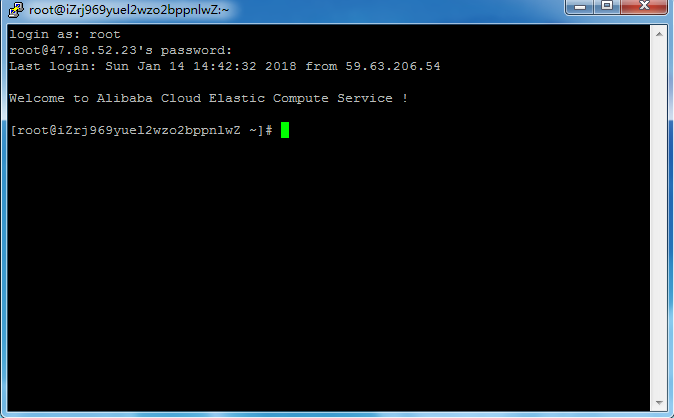 root@iZrj969yuel2wzo2bppnlwZ:~
login as: root
root@47.88.52.23's password:
Last login: Sun Jan 14 14:42:32 2018 from 59.63.206.54
Welcome to Alibaba Cloud Elastic Compute Service !
[root@iZrj969yuel2wzo2bppnlwZ ~]#